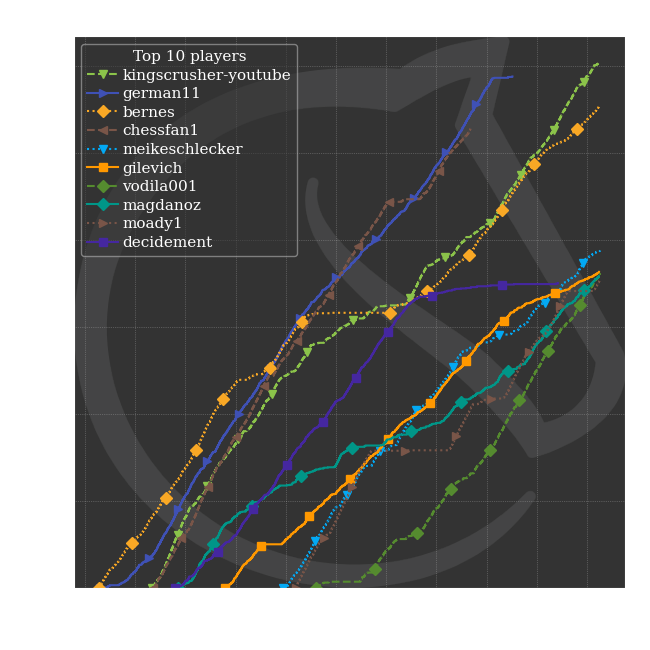 Top 10 players
kingscrusher-youtube
german11
bernes
chessfan1
meikeschlecker
gilevich
vodila001
magdanoz
moady1
decidement